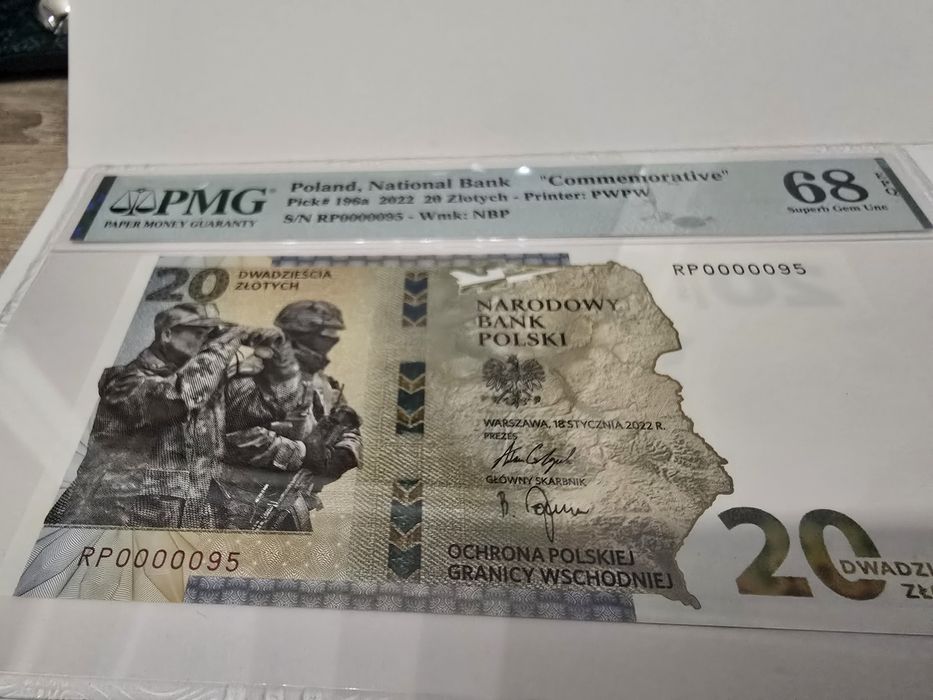 PMG
PAPER MONEY GUARANTY
Poland, National Bank "Commemorative"
Pick# 196a 2022 20 Złotych - Printer: PWPW
S/N RP0000095 - Wmk: NBP
68 EPQ
Superb Gem Unc
20 DWADZIEŚCIA
ZŁOTYCH
RP0000095
NARODOWY
BANK
POLSKI
WARSZAWA, 18 STYCZNIA 2022 R.
PREZES
GŁÓWNY SKARBNIK
RP0000095
OCHRONA POLSKIEJ
GRANICY WSCHODNIEJ
20 DWADZI
ZŁ